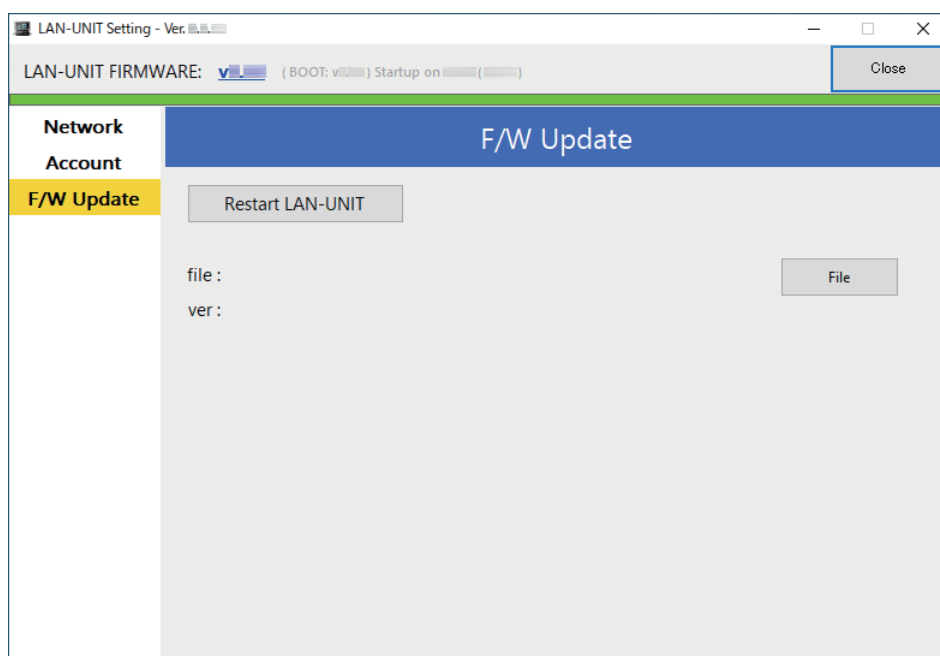 LAN-UNIT Setting - Ver.
LAN-UNIT FIRMWARE: v ( BOOT: v ) Startup on ( )
Close
Network
Account
F/W Update
F/W Update
Restart LAN-UNIT
file :
File
ver :